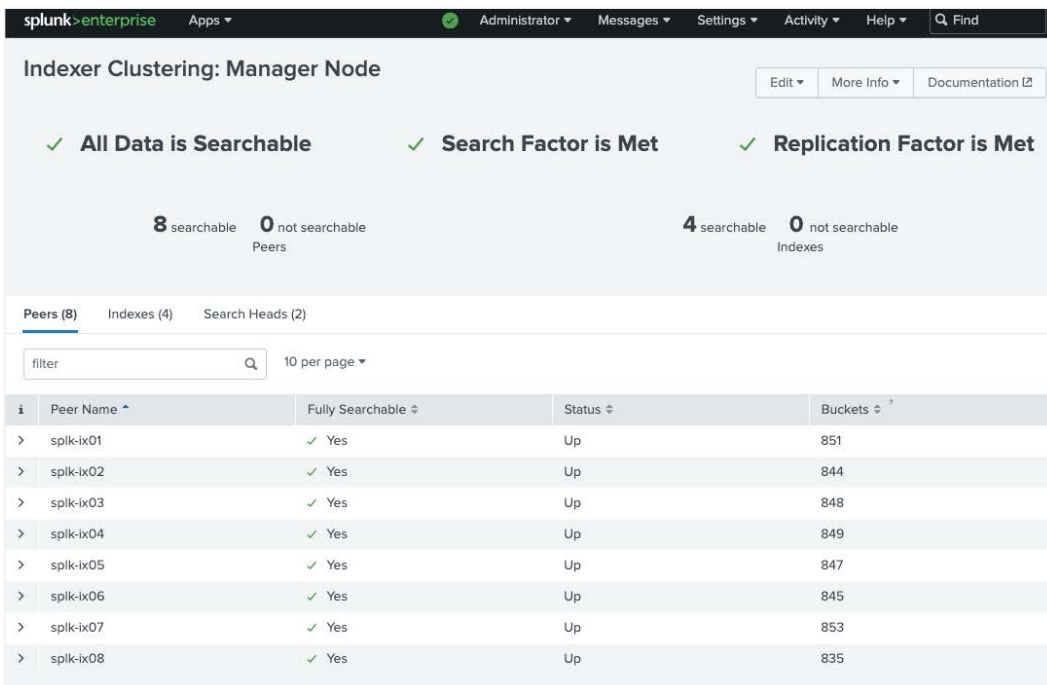 splunk>enterprise Apps Administrator Messages Settings Activity Help Find
Indexer Clustering: Manager Node
Edit More Info Documentation
All Data is Searchable Search Factor is Met Replication Factor is Met
8 searchable 0 not searchable 4 searchable 0 not searchable
Peers Indexes
Peers (8) Indexes (4) Search Heads (2)
filter 10 per page
i Peer Name Fully Searchable Status Buckets ?
splk-ix01 Yes Up 851
splk-ix02 Yes Up 844
splk-ix03 Yes Up 848
splk-ix04 Yes Up 849
splk-ix05 Yes Up 847
splk-ix06 Yes Up 845
splk-ix07 Yes Up 853
splk-ix08 Yes Up 835